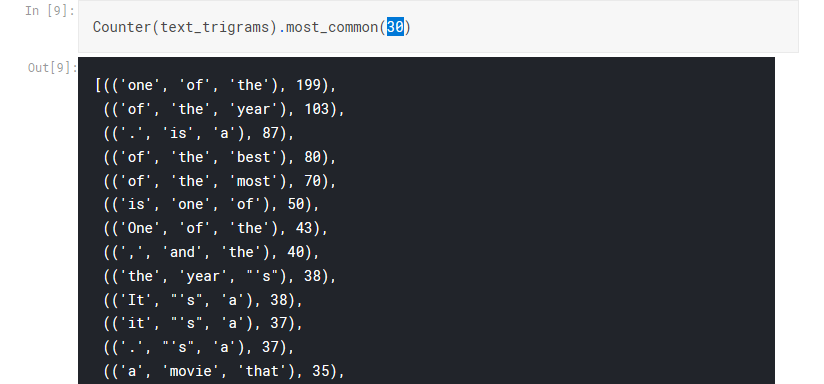 In [9]:
Counter(text_trigrams).most_common(30)
Out[9]:
[(('one', 'of', 'the'), 199),
(('of', 'the', 'year'), 103),
(('.', 'is', 'a'), 87),
(('of', 'the', 'best'), 80),
(('of', 'the', 'most'), 70),
(('is', 'one', 'of'), 50),
(('One', 'of', 'the'), 43),
((',', 'and', 'the'), 40),
(('the', 'year', "'s"), 38),
(('It', "'s", 'a'), 38),
(('it', "'s", 'a'), 37),
(('.', "'s", 'a'), 37),
(('a', 'movie', 'that'), 35),